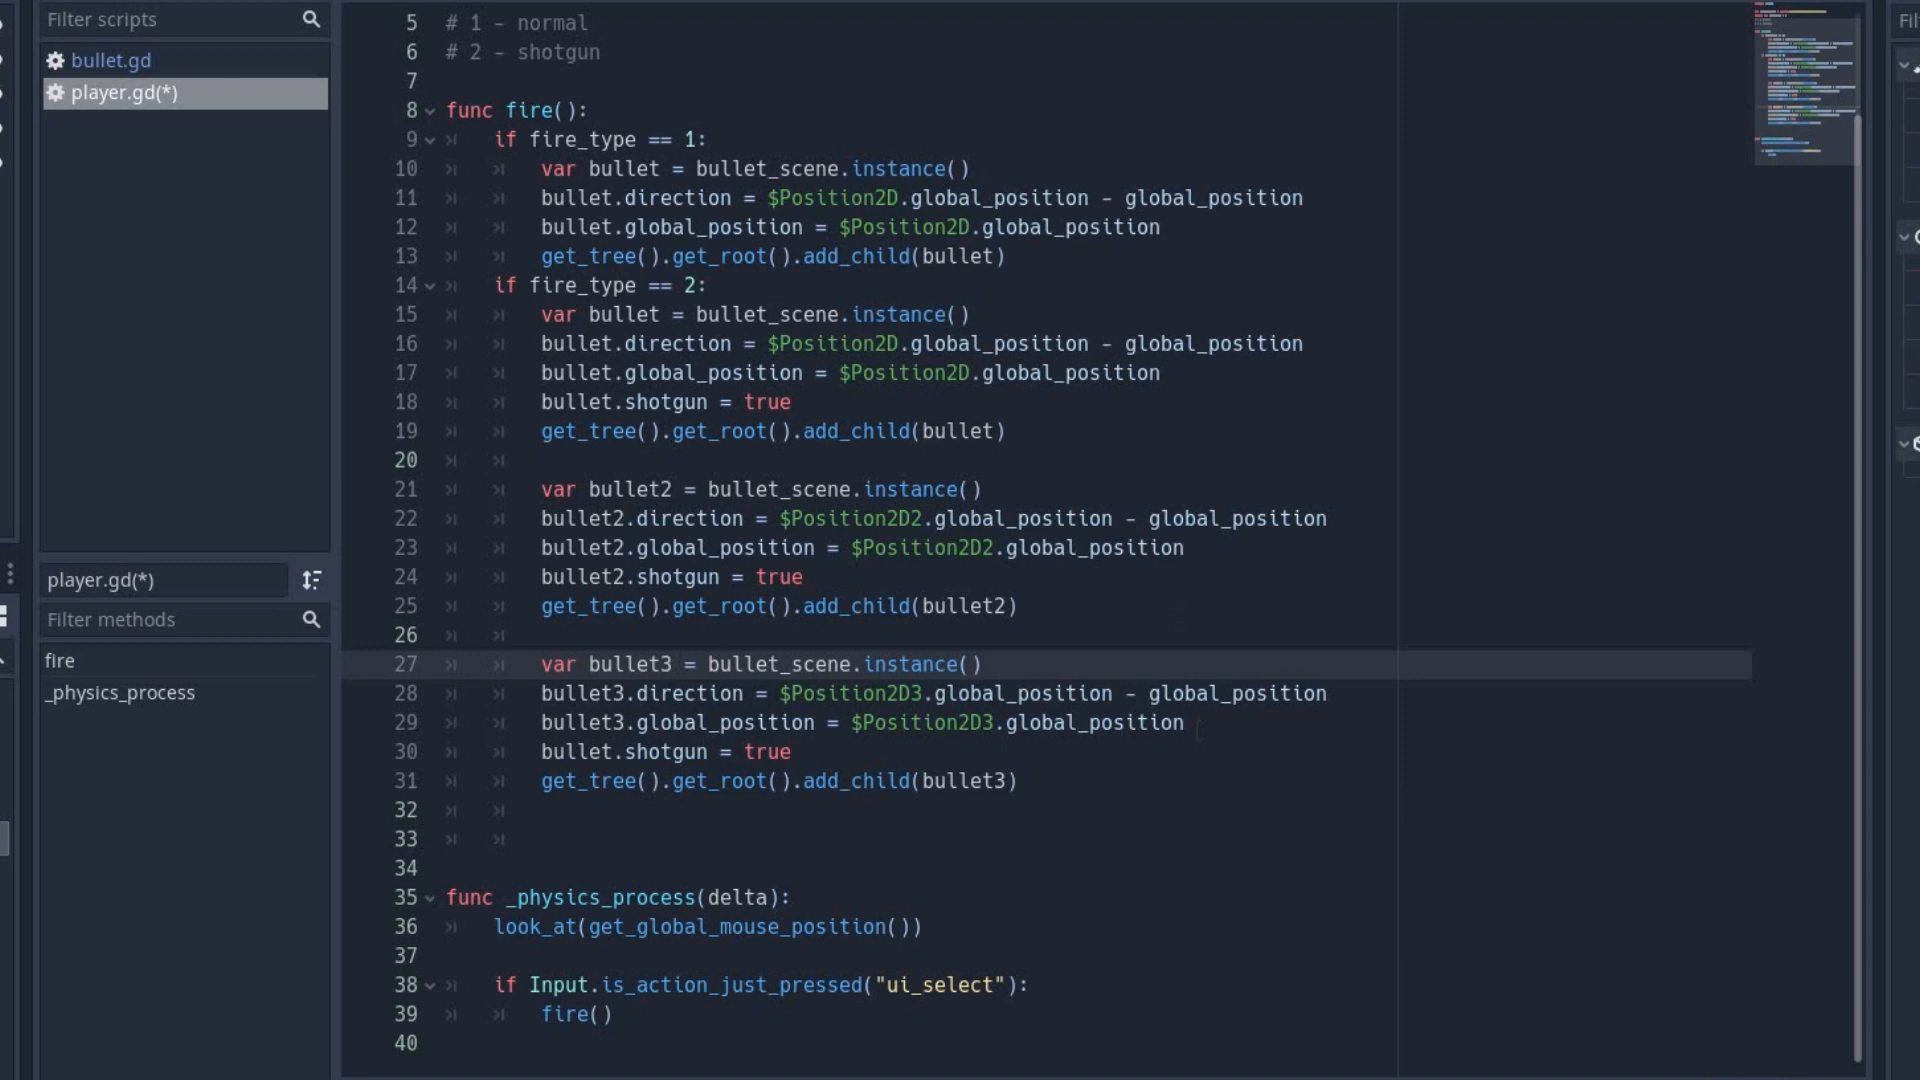 Filter scripts
bullet.gd
player.gd(*)
player.gd(*)
Filter methods
fire
_physics_process
5 # 1 - normal
6 # 2 - shotgun
7
8 func fire():
9 if fire_type == 1:
10 var bullet = bullet_scene.instance()
11 bullet.direction = $Position2D.global_position - global_position
12 bullet.global_position = $Position2D.global_position
13 get_tree().get_root().add_child(bullet)
14 if fire_type == 2:
15 var bullet = bullet_scene.instance()
16 bullet.direction = $Position2D.global_position - global_position
17 bullet.global_position = $Position2D.global_position
18 bullet.shotgun = true
19 get_tree().get_root().add_child(bullet)
20
21 var bullet2 = bullet_scene.instance()
22 bullet2.direction = $Position2D2.global_position - global_position
23 bullet2.global_position = $Position2D2.global_position
24 bullet2.shotgun = true
25 get_tree().get_root().add_child(bullet2)
26
27 var bullet3 = bullet_scene.instance()
28 bullet3.direction = $Position2D3.global_position - global_position
29 bullet3.global_position = $Position2D3.global_position
30 bullet.shotgun = true
31 get_tree().get_root().add_child(bullet3)
32
33
34
35 func _physics_process(delta):
36 look_at(get_global_mouse_position())
37
38 if Input.is_action_just_pressed("ui_select"):
39 fire()
40